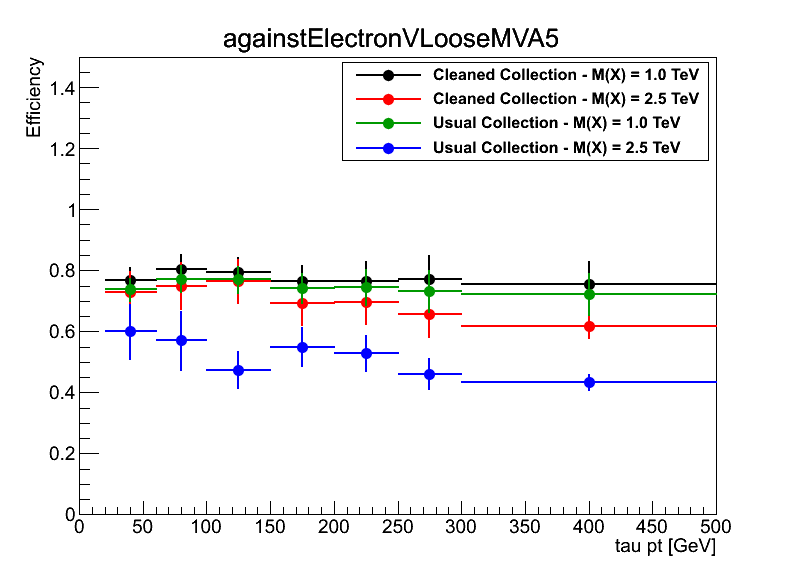 againstElectronVLooseMVA5
Efficiency
Cleaned Collection - M(X) = 1.0 TeV
Cleaned Collection - M(X) = 2.5 TeV
Usual Collection - M(X) = 1.0 TeV
Usual Collection - M(X) = 2.5 TeV
1.4
1.2
1
0.8
0.6
0.4
0.2
0
0 50 100 150 200 250 300 350 400 450 500
tau pt [GeV]